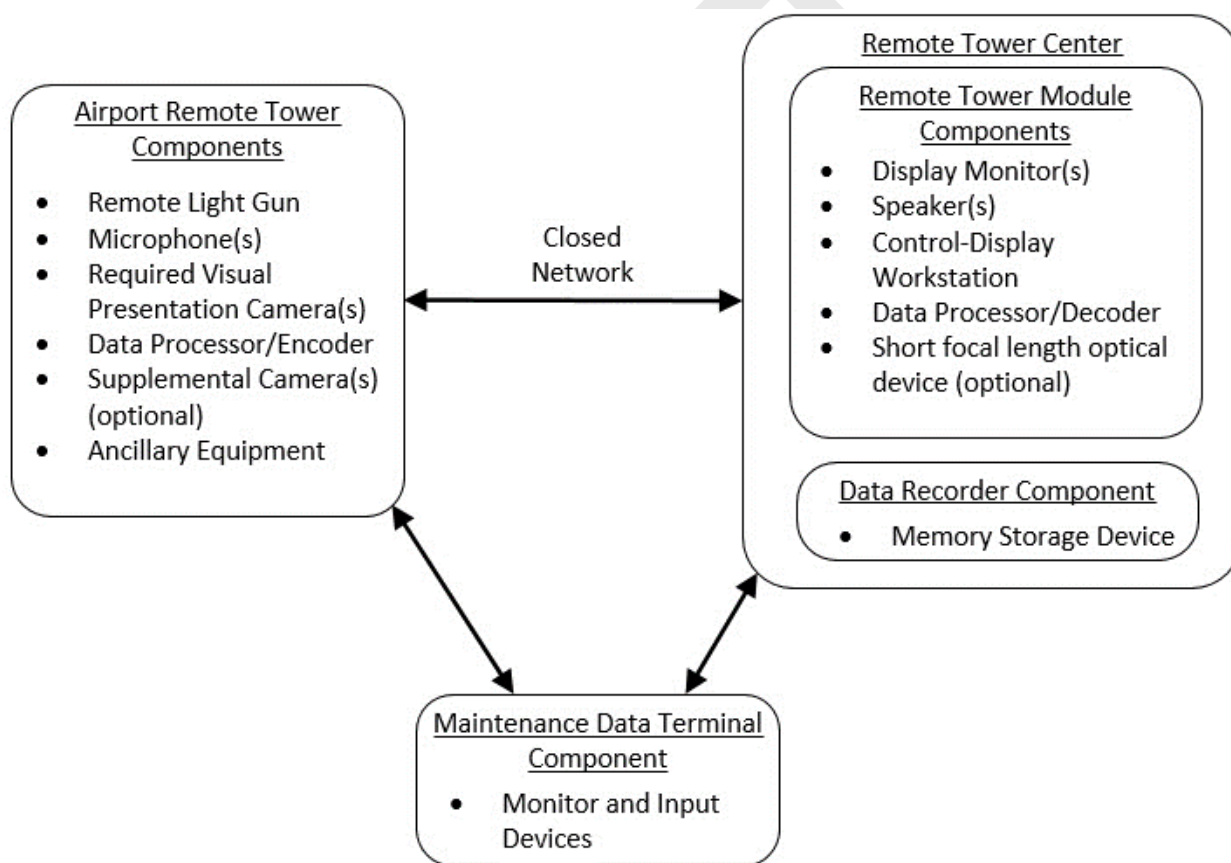 Airport Remote Tower
Components
• Remote Light Gun
• Microphone(s)
• Required Visual
Presentation Camera(s)
• Data Processor/Encoder
• Supplemental Camera(s)
(optional)
• Ancillary Equipment
Closed
Network
Remote Tower Center
Remote Tower Module
Components
• Display Monitor(s)
• Speaker(s)
• Control-Display
Workstation
• Data Processor/Decoder
• Short focal length optical
device (optional)
Data Recorder Component
• Memory Storage Device
Maintenance Data Terminal
Component
• Monitor and Input
Devices